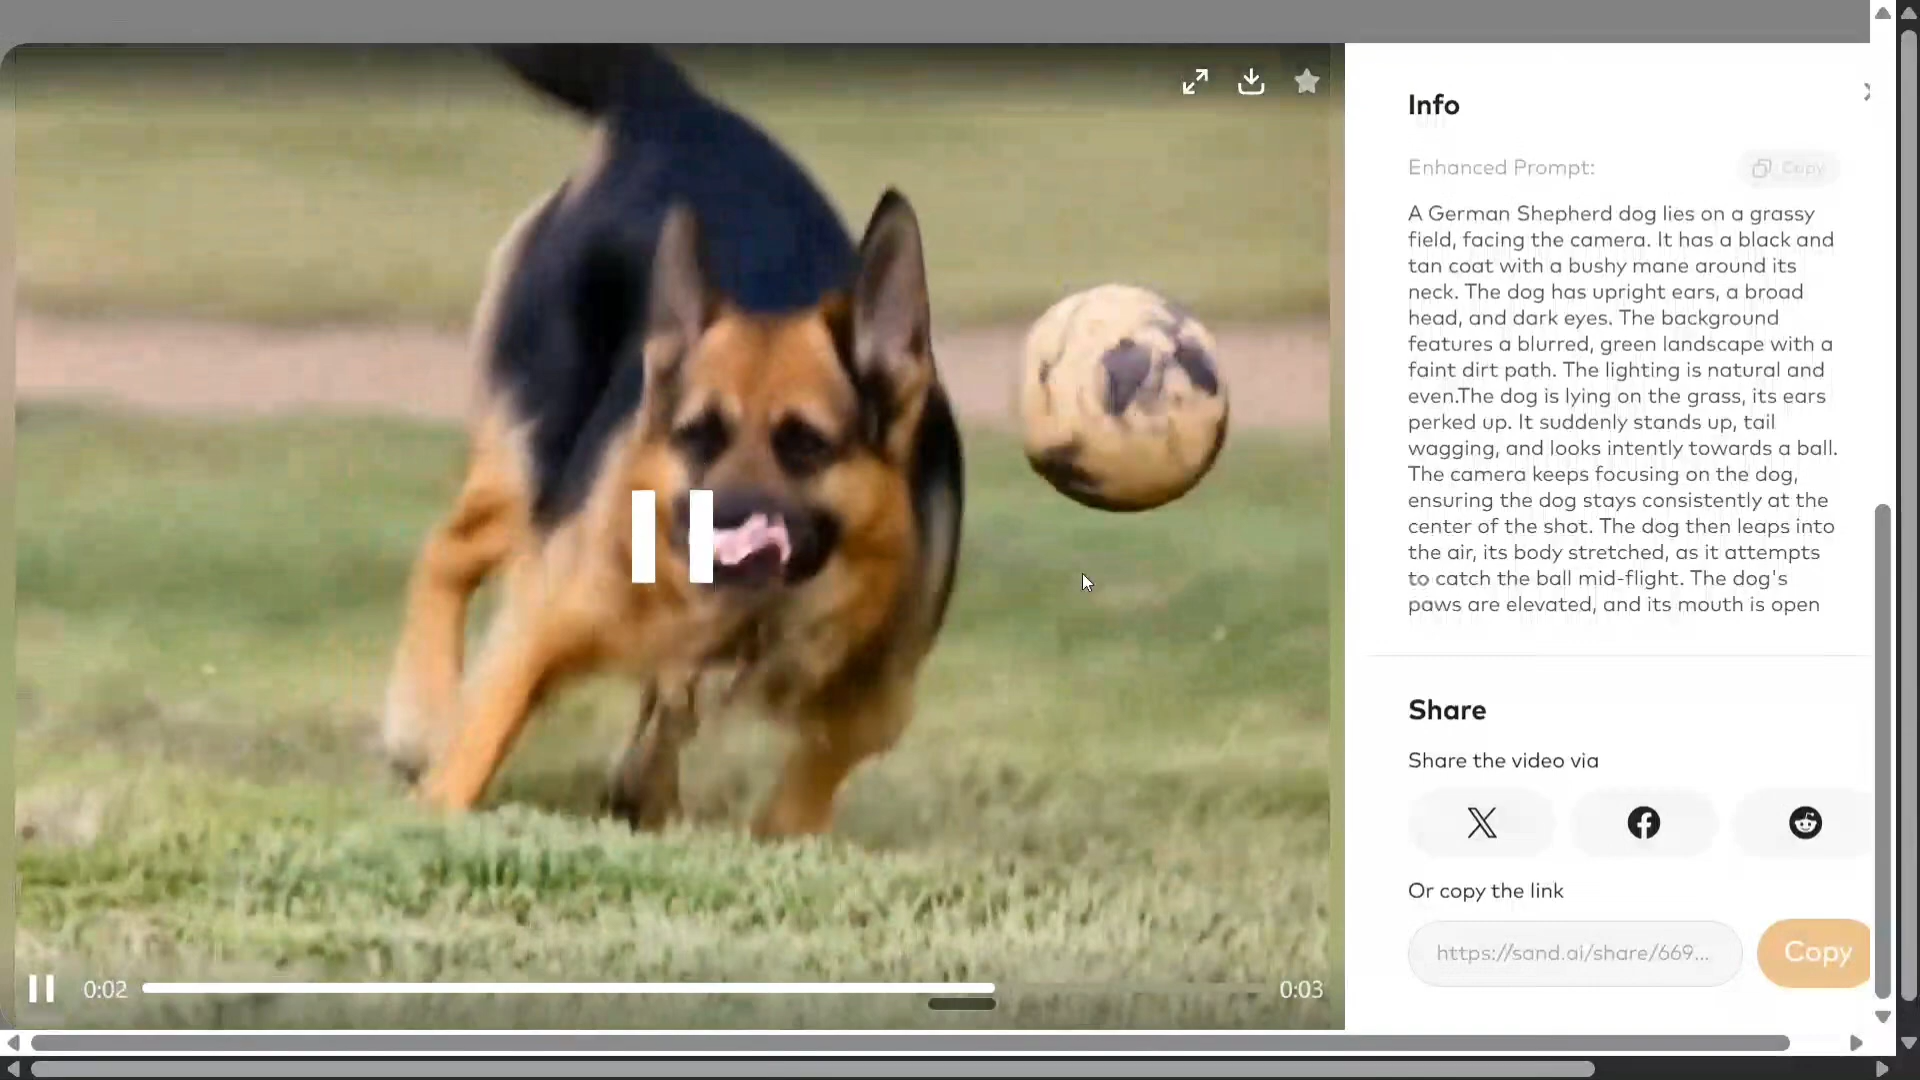 Info
Enhanced Prompt:
Copy
A German Shepherd dog lies on a grassy
field, facing the camera. It has a black and
tan coat with a bushy mane around its
neck. The dog has upright ears, a broad
head, and dark eyes. The background
features a blurred, green landscape with a
faint dirt path. The lighting is natural and
even.The dog is lying on the grass, its ears
perked up. It suddenly stands up, tail
wagging, and looks intently towards a ball.
The camera keeps focusing on the dog,
ensuring the dog stays consistently at the
center of the shot. The dog then leaps into
the air, its body stretched, as it attempts
to catch the ball mid-flight. The dog's
paws are elevated, and its mouth is open
Share
Share the video via
Or copy the link
https://sand.ai/share/669...
Copy
0:02
0:03